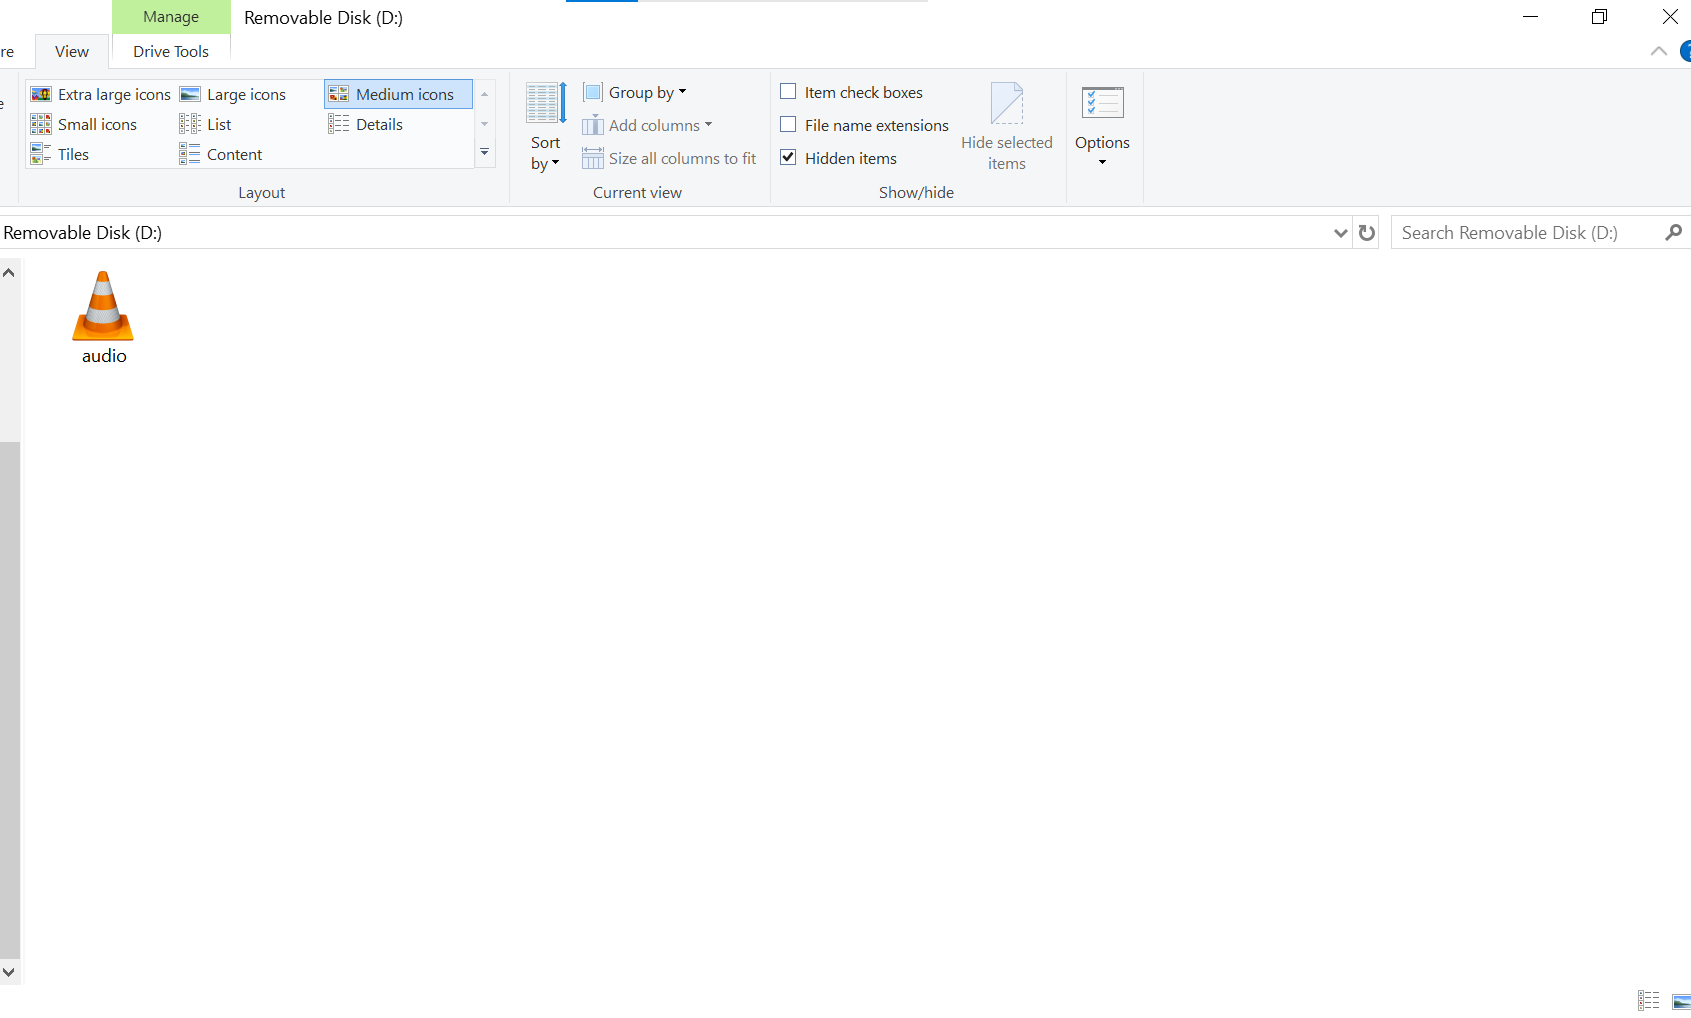 Manage
Removable Disk (D:)
re
View
Drive Tools
e
Extra large icons
Large icons
Medium icons
Small icons
List
Details
Tiles
Content
Layout
Sort
by
Group by
Add columns
Size all columns to fit
Current view
Item check boxes
File name extensions
Hidden items
Hide selected
items
Show/hide
Options
Removable Disk (D:)
Search Removable Disk (D:)
audio